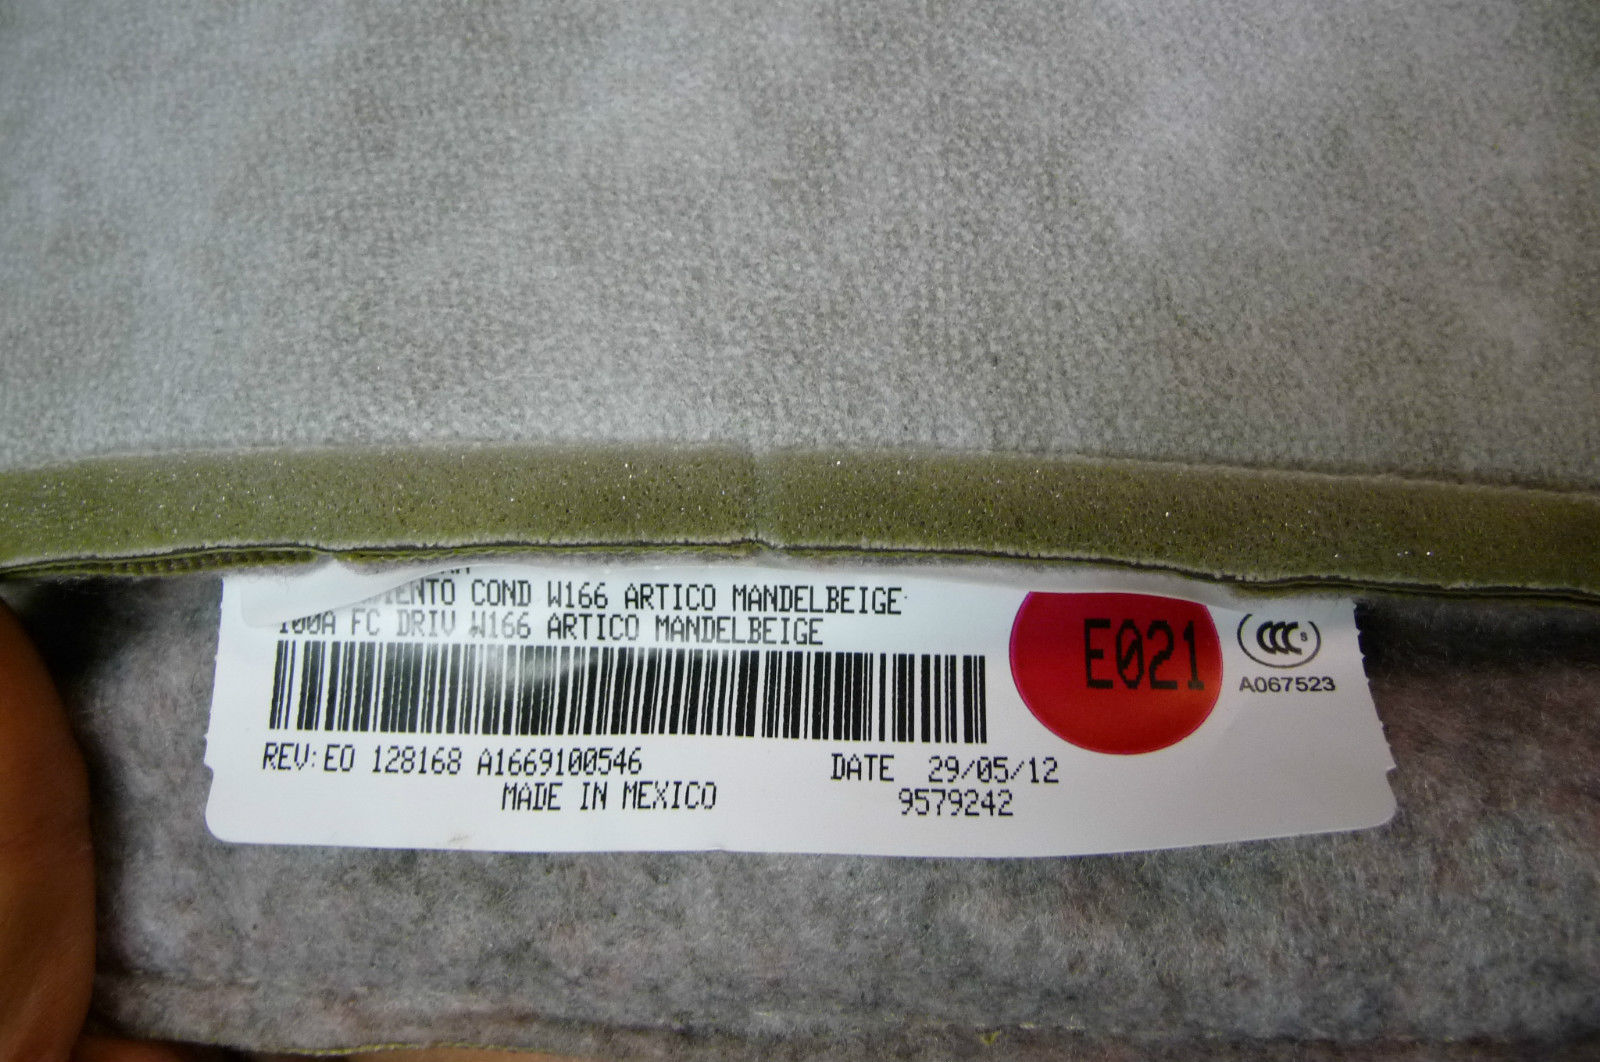 COND W166 ARTICO MANDELBEIGE
100A FC DRIV W166 ARTICO MANDELBEIGE
E021
CCC S
A067523
REV: EO 128168 A1669100546
DATE 29/05/12
MADE IN MEXICO
9579242